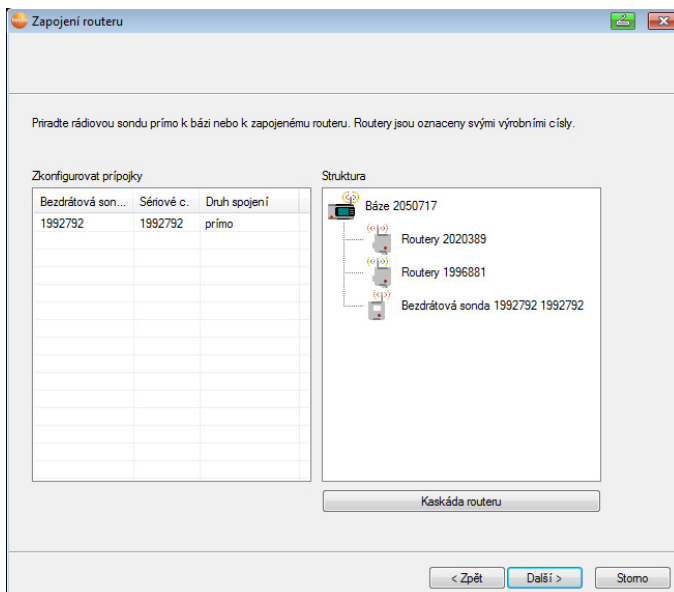 Zapojení routeru
Priradte rádiovou sondu prímo k bázi nebo k zapojenému routeru. Routery jsou oznaceny svými výrobními císly.
Zkonfigurovat prípojky
Bezdrátová son... Sériové c. Druh spojení
1992792 1992792 prímo
Struktura
Báze 2050717
Routery 2020389
Routery 1996881
Bezdrátová sonda 1992792 1992792
Kaskáda routeru
< Zpět Další > Storno